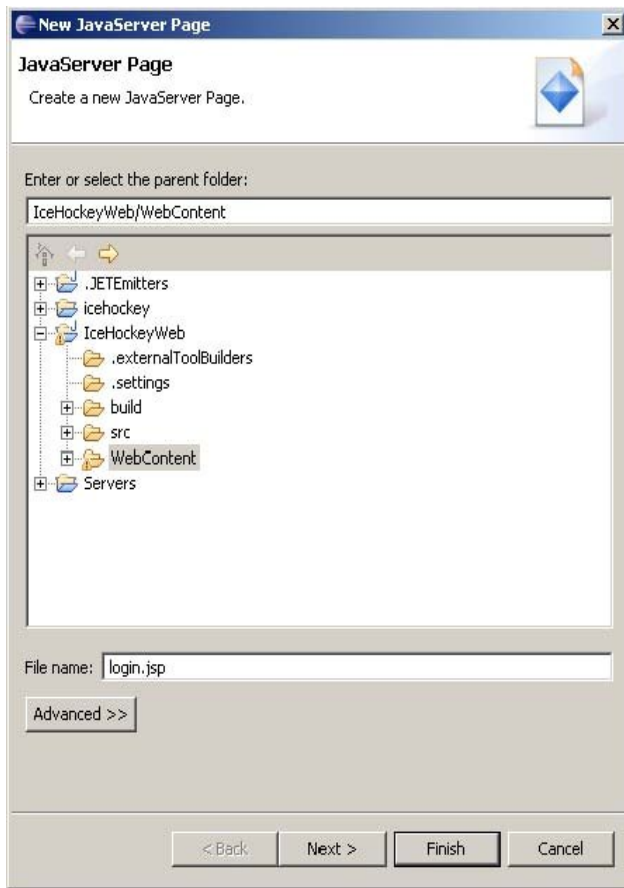 New JavaServer Page
JavaServer Page
Create a new JavaServer Page.
Enter or select the parent folder:
IceHockeyWeb/WebContent
.JETEmitters
icehockey
IceHockeyWeb
.externalToolBuilders
.settings
build
src
WebContent
Servers
File name: login.jsp
Advanced >>
< Back Next > Finish Cancel